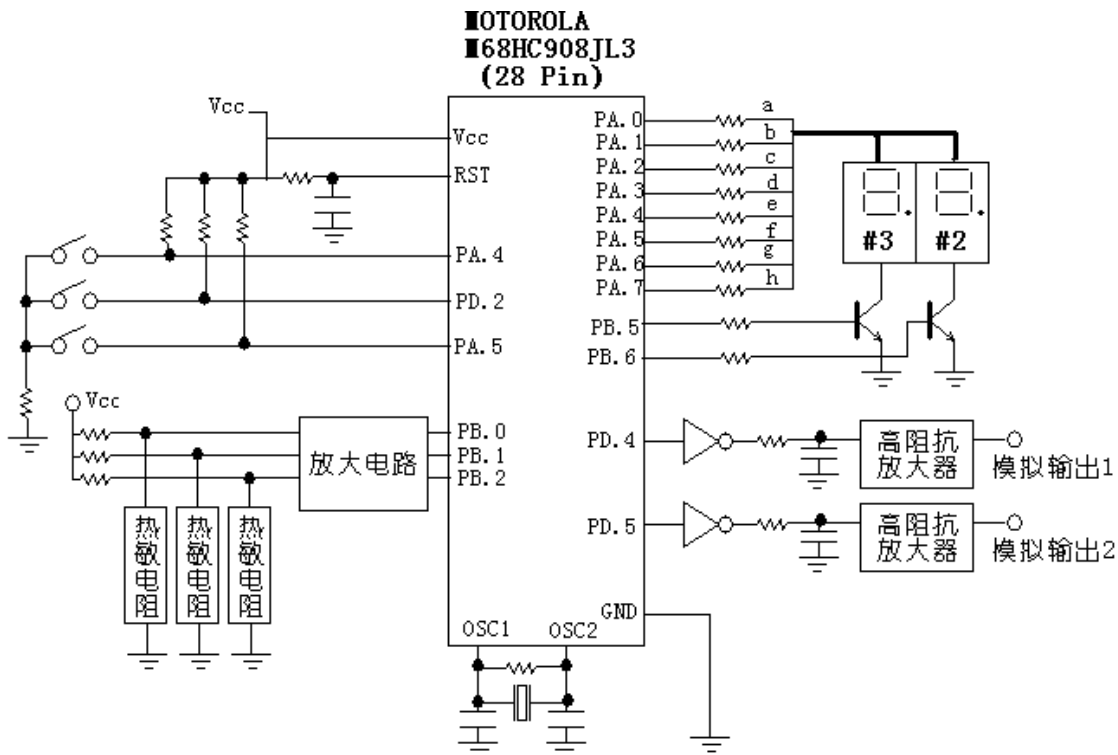 MOTOROLA
M68HC908JL3
(28 Pin)
Vcc
Vcc
RST
PA.4
PD.2
PA.5
Vcc
PB.0
PB.1
PB.2
放大电路
热敏电阻
热敏电阻
热敏电阻
OSC1
OSC2
GND
PA.0
PA.1
PA.2
PA.3
PA.4
PA.5
PA.6
PA.7
PB.5
PB.6
a
b
c
d
e
f
g
h
#3
#2
PD.4
高阻抗
放大器
模拟输出1
PD.5
高阻抗
放大器
模拟输出2